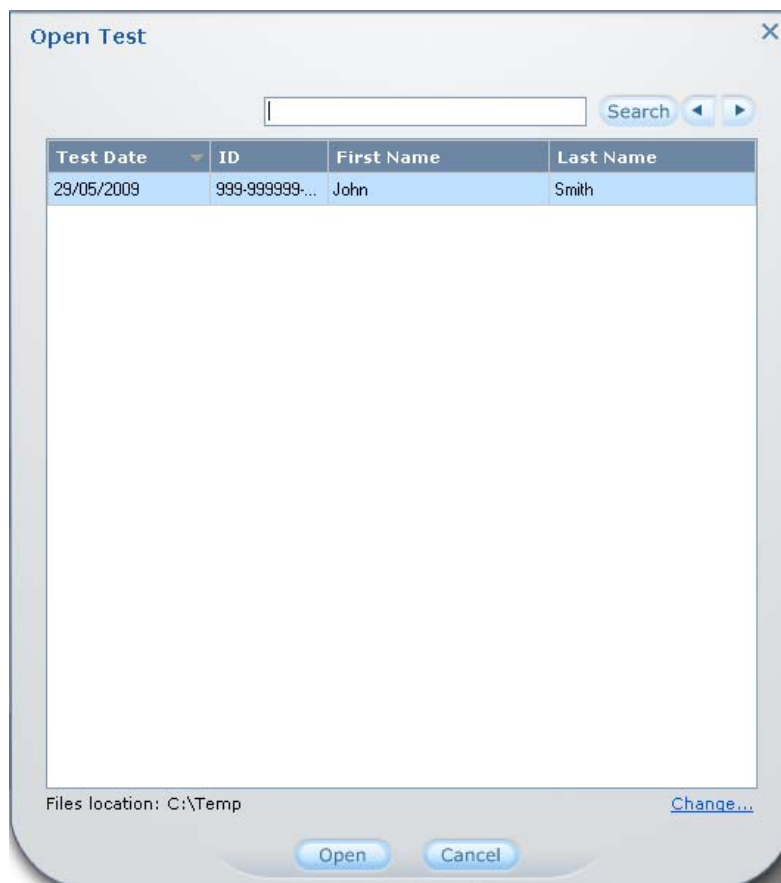 Open Test
Search
Test Date ID First Name Last Name
29/05/2009 999-999999-... John Smith
Files location: C:\Temp Change...
Open Cancel